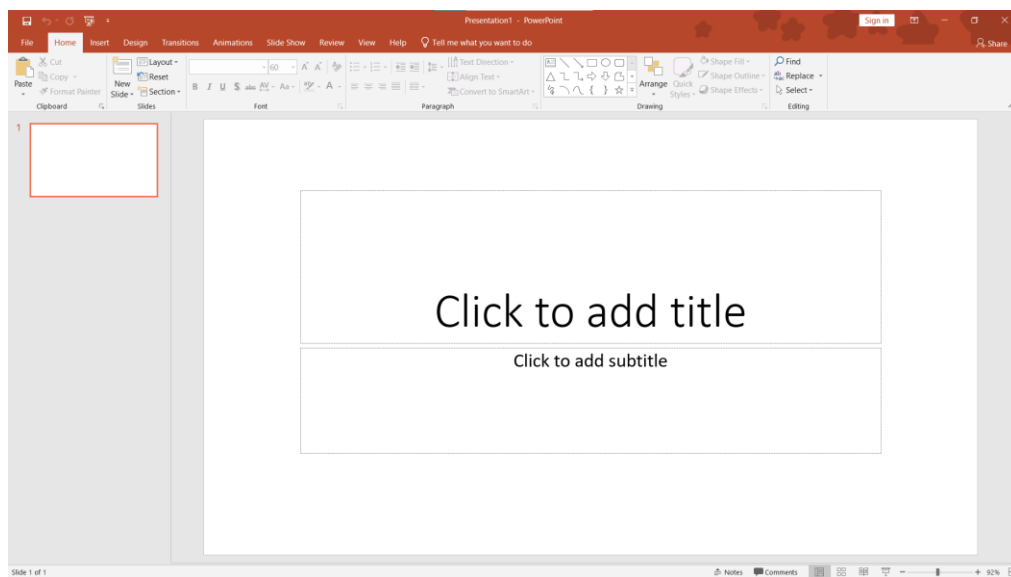 Presentation1 - PowerPoint
Sign in
File Home Insert Design Transitions Animations Slide Show Review View Help Tell me what you want to do Share
Paste
Cut
Copy
Format Painter
Clipboard
New Slide
Layout
Reset
Section
Slides
60
B I U S abc AV Aa A
Font
Text Direction
Align Text
Convert to SmartArt
Paragraph
Arrange
Quick Styles
Shape Fill
Shape Outline
Shape Effects
Drawing
Find
Replace
Select
Editing
1
Click to add title
Click to add subtitle
Slide 1 of 1
Notes Comments 92%